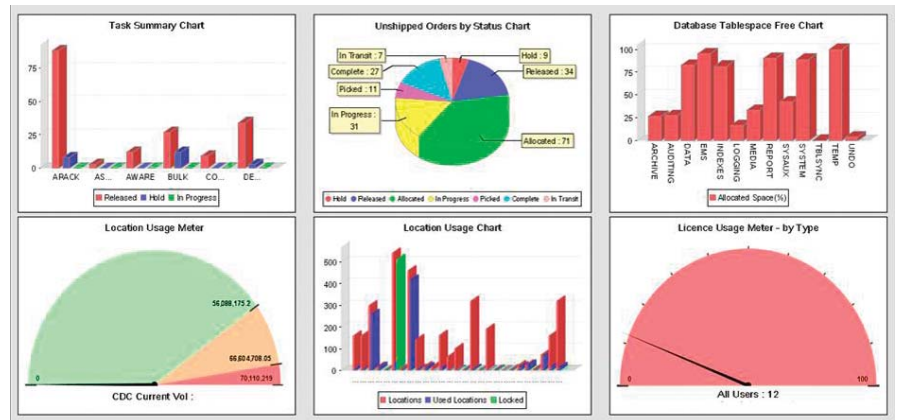 Task Summary Chart
75
50
25
0
ARACK AS... AWARE BULK CO... DE...
Released Hold In Progress
Unshipped Orders by Status Chart
In Transit : 7
Hold : 9
Complete : 27
Released : 34
Picked : 11
In Progress :
31
Allocated : 71
Hold Released Allocated In Progress Picked Complete In Transit
Database Tablespace Free Chart
100
75
50
25
0
ARCHIVE
AUDITING
DATA
EMS
INDEXES
LOGGING
MEDIA
REPORT
SYSAUX
SYSTEM
TBLSYNC
TEMP
UNDO
Allocated Space(%)
Location Usage Meter
56,088,175.2
66,604,708.05
0
70,110,219
CDC Current Vol :
Location Usage Chart
500
400
300
200
100
0
Locations Used Locations Locked
Licence Usage Meter - by Type
0
100
All Users : 12